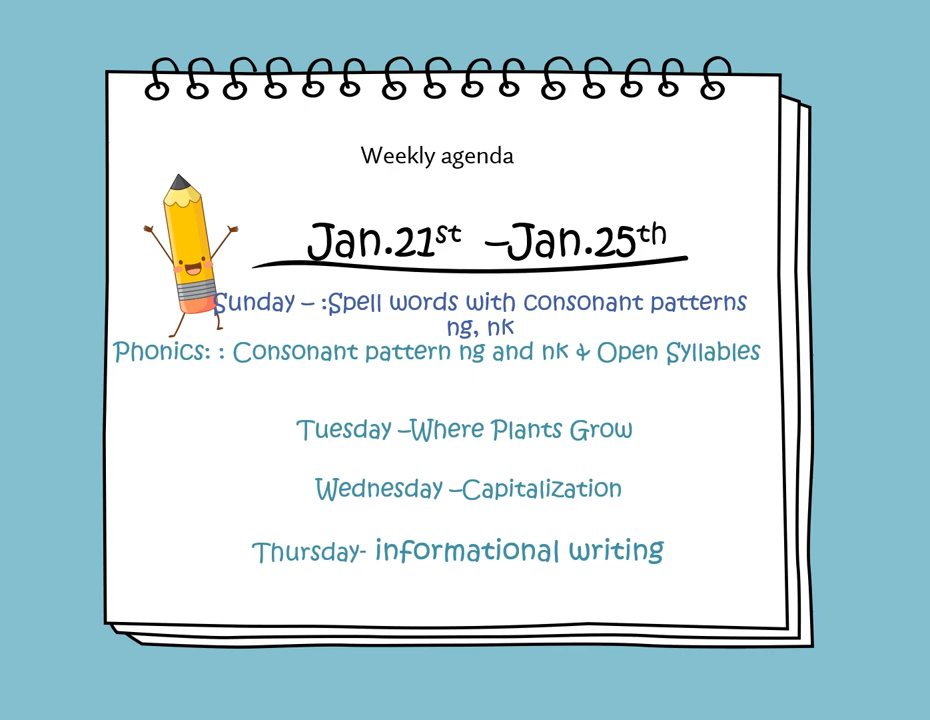 Weekly agenda
Jan.21st –Jan.25th
Sunday – :Spell words with consonant patterns
ng, nk
Phonics: : Consonant pattern ng and nk & Open Syllables
Tuesday –Where Plants Grow
Wednesday –Capitalization
Thursday- informational writing